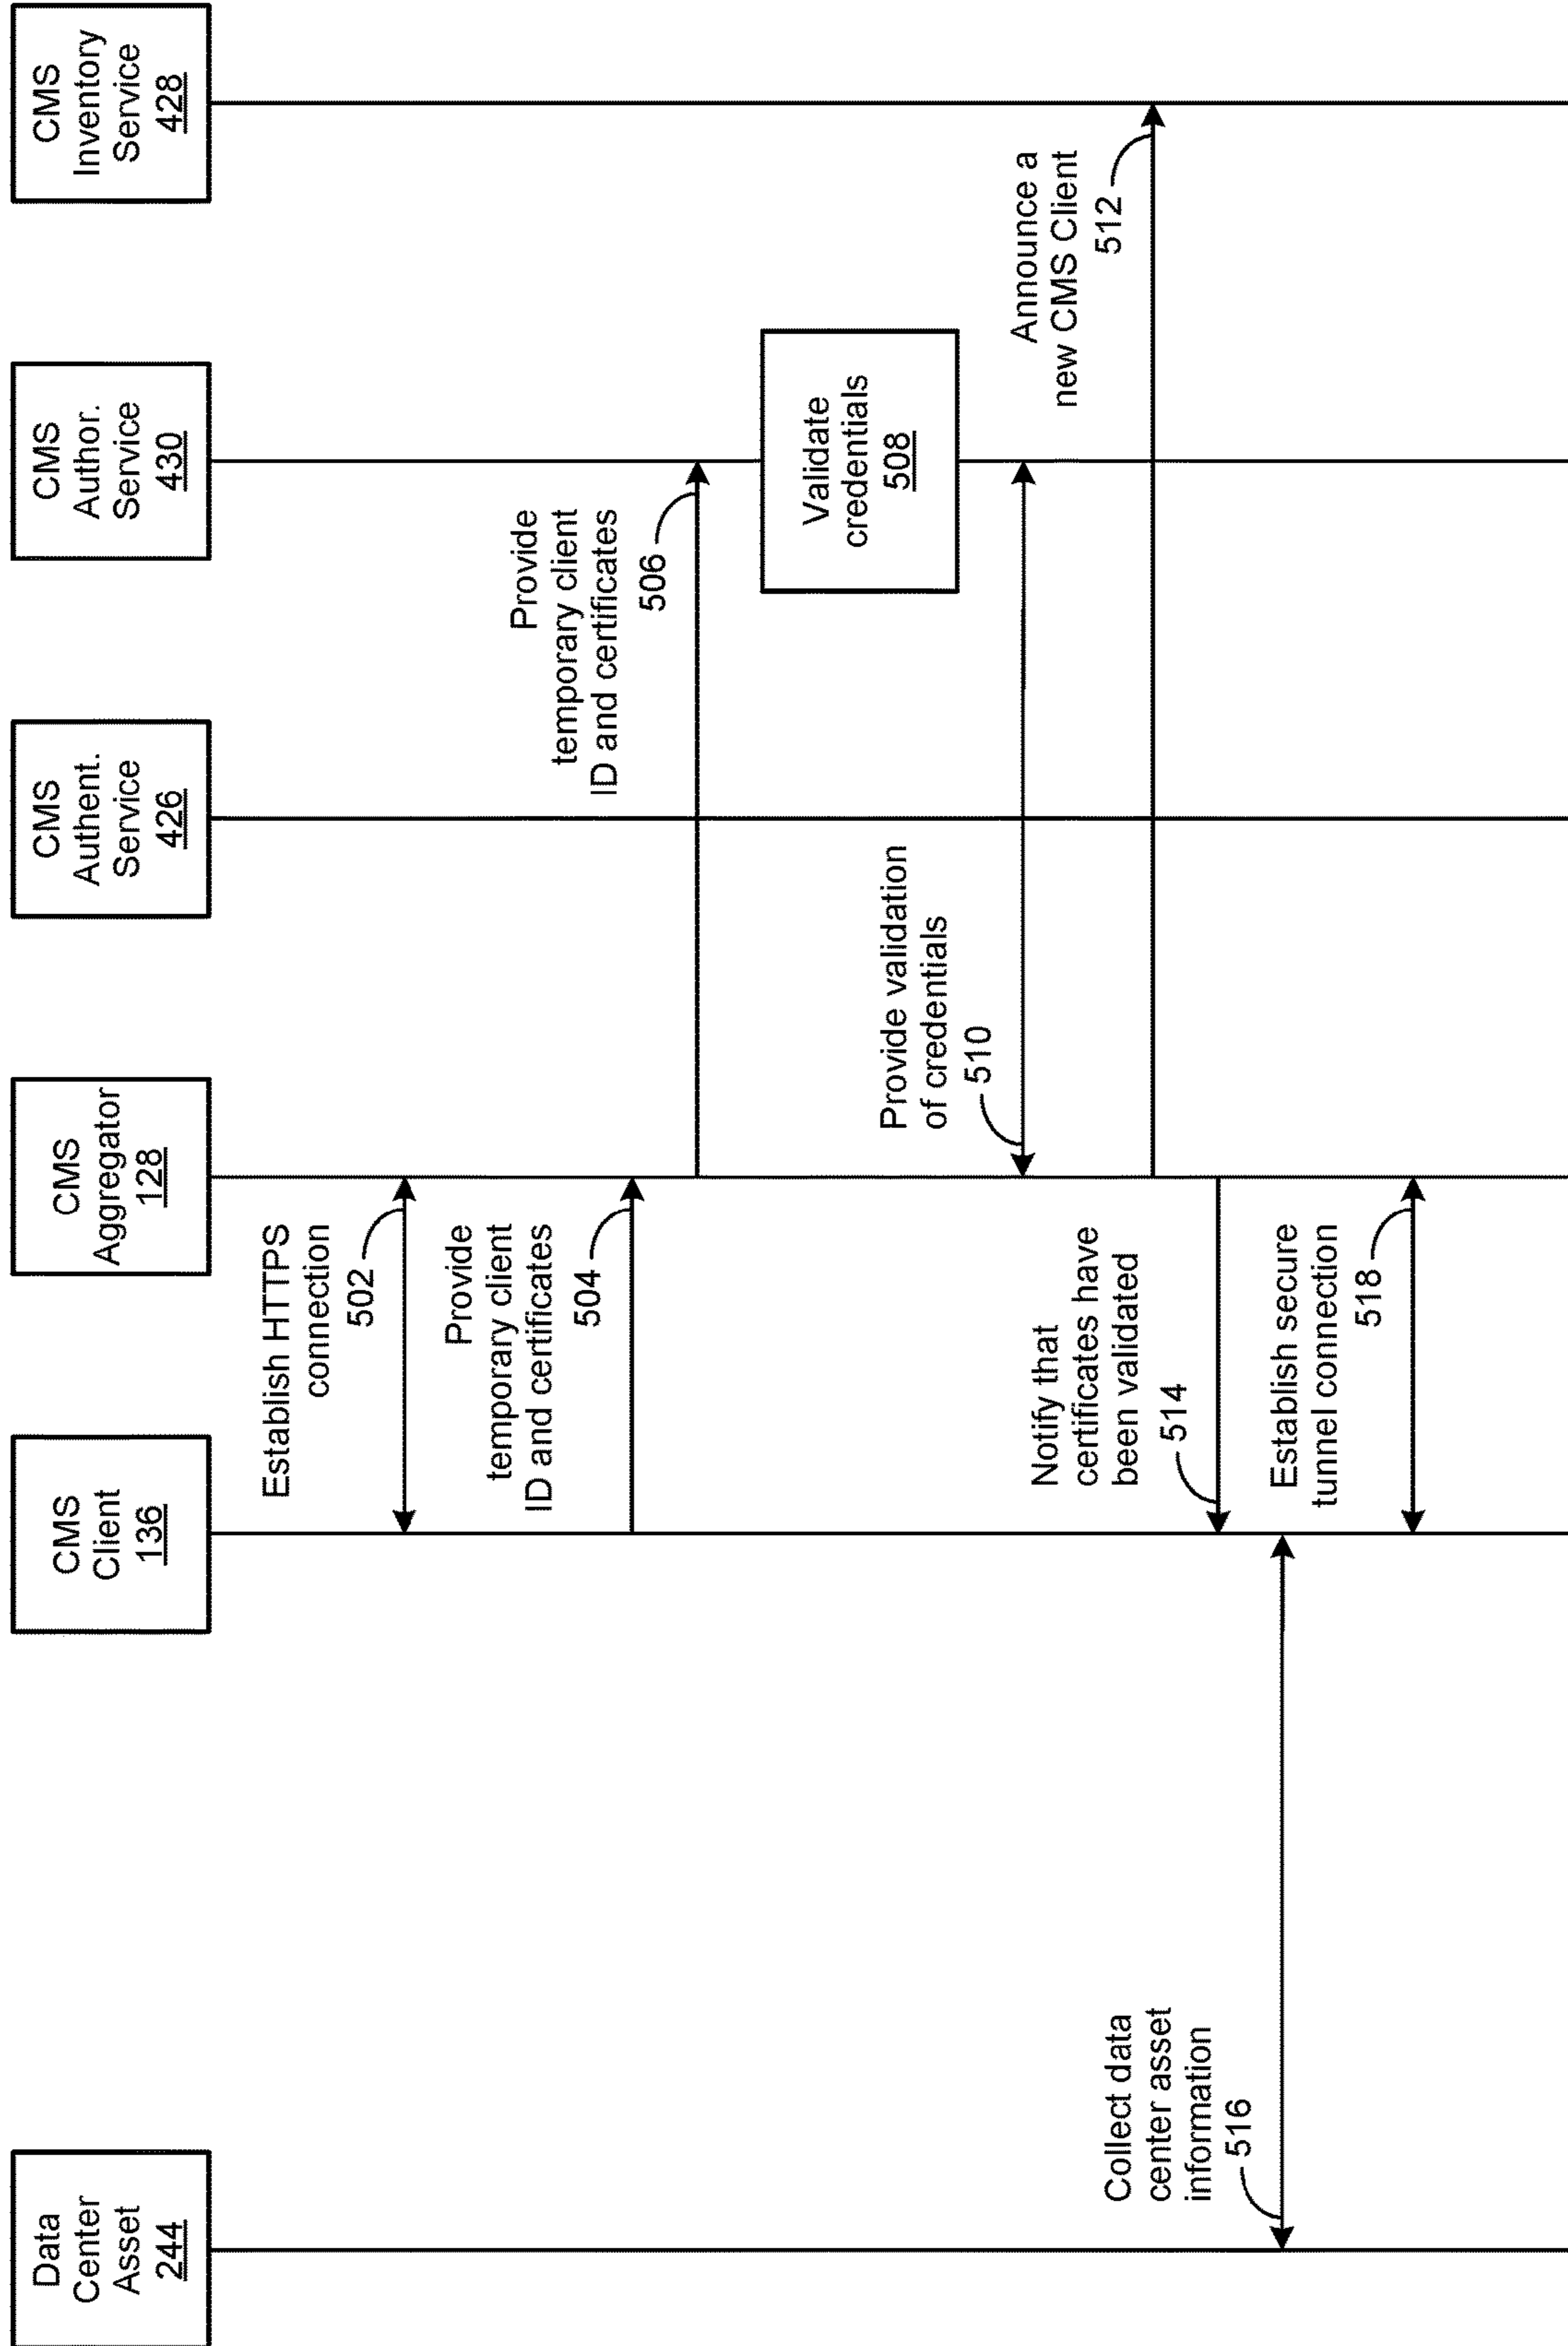 Data
Center
Asset
244
CMS
Client
136
CMS
Aggregator
128
CMS
Authent.
Service
426
CMS
Author.
Service
430
CMS
Inventory
Service
428
Establish HTTPS
connection
502
Provide
temporary client
ID and certificates
504
Provide
temporary client
ID and certificates
506
Validate
credentials
508
Provide validation
of credentials
510
Announce a
new CMS Client
512
Notify that
certificates have
been validated
514
Collect data
center asset
information
516
Establish secure
tunnel connection
518